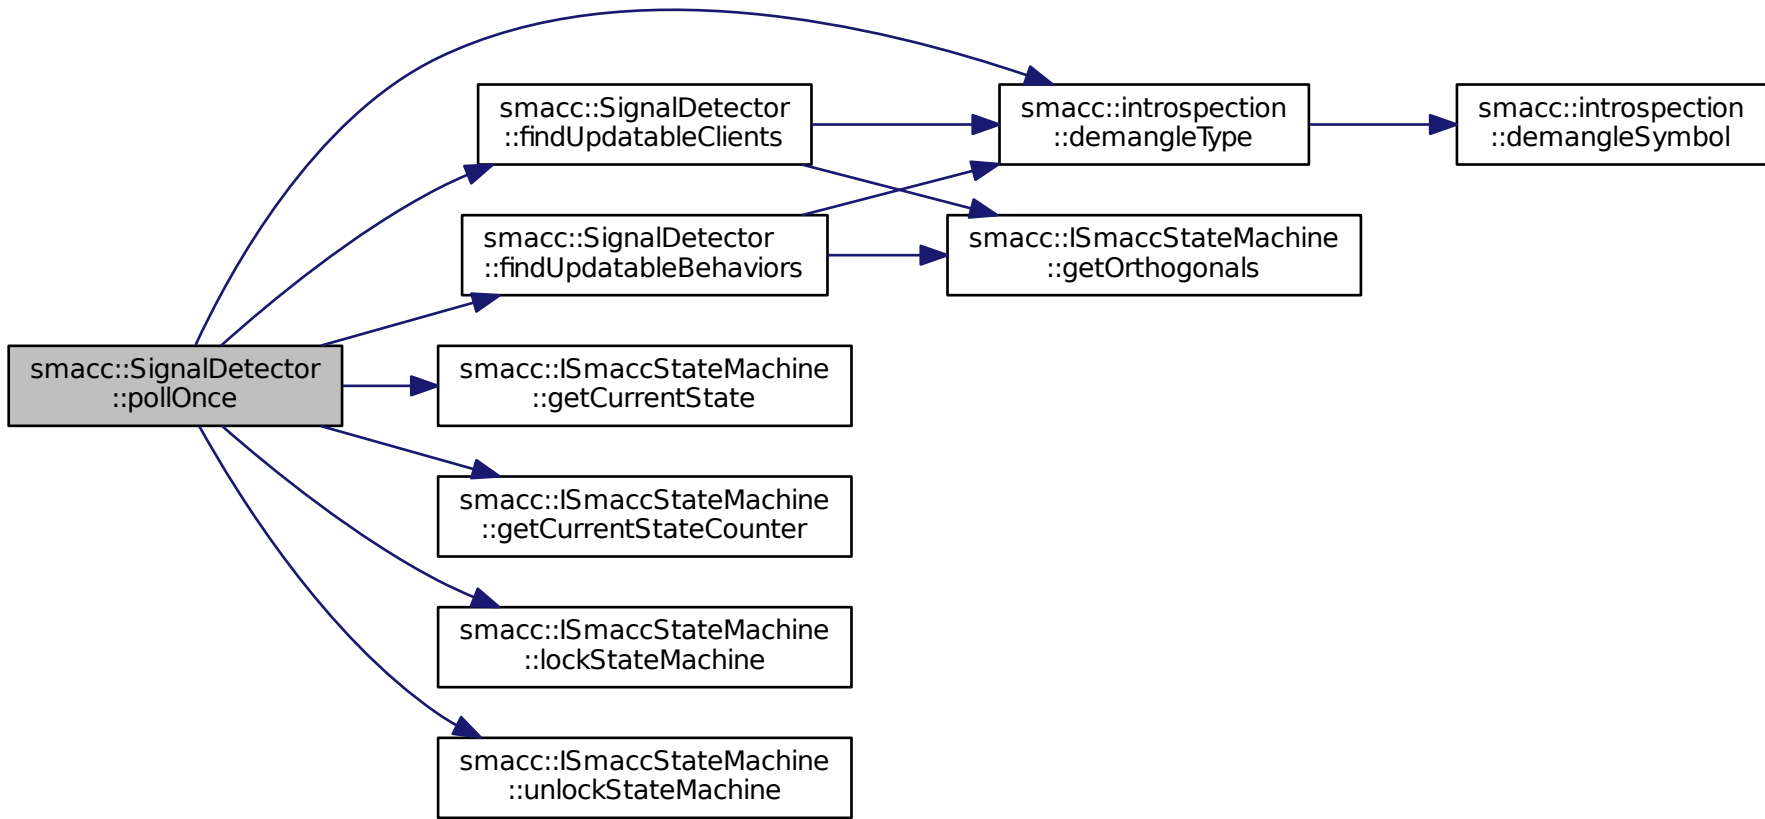 smacc::SignalDetector
::pollOnce
smacc::SignalDetector
::findUpdatableClients
smacc::SignalDetector
::findUpdatableBehaviors
smacc::ISmaccStateMachine
::getCurrentState
smacc::ISmaccStateMachine
::getCurrentStateCounter
smacc::ISmaccStateMachine
::lockStateMachine
smacc::ISmaccStateMachine
::unlockStateMachine
smacc::introspection
::demangleType
smacc::ISmaccStateMachine
::getOrthogonals
smacc::introspection
::demangleSymbol